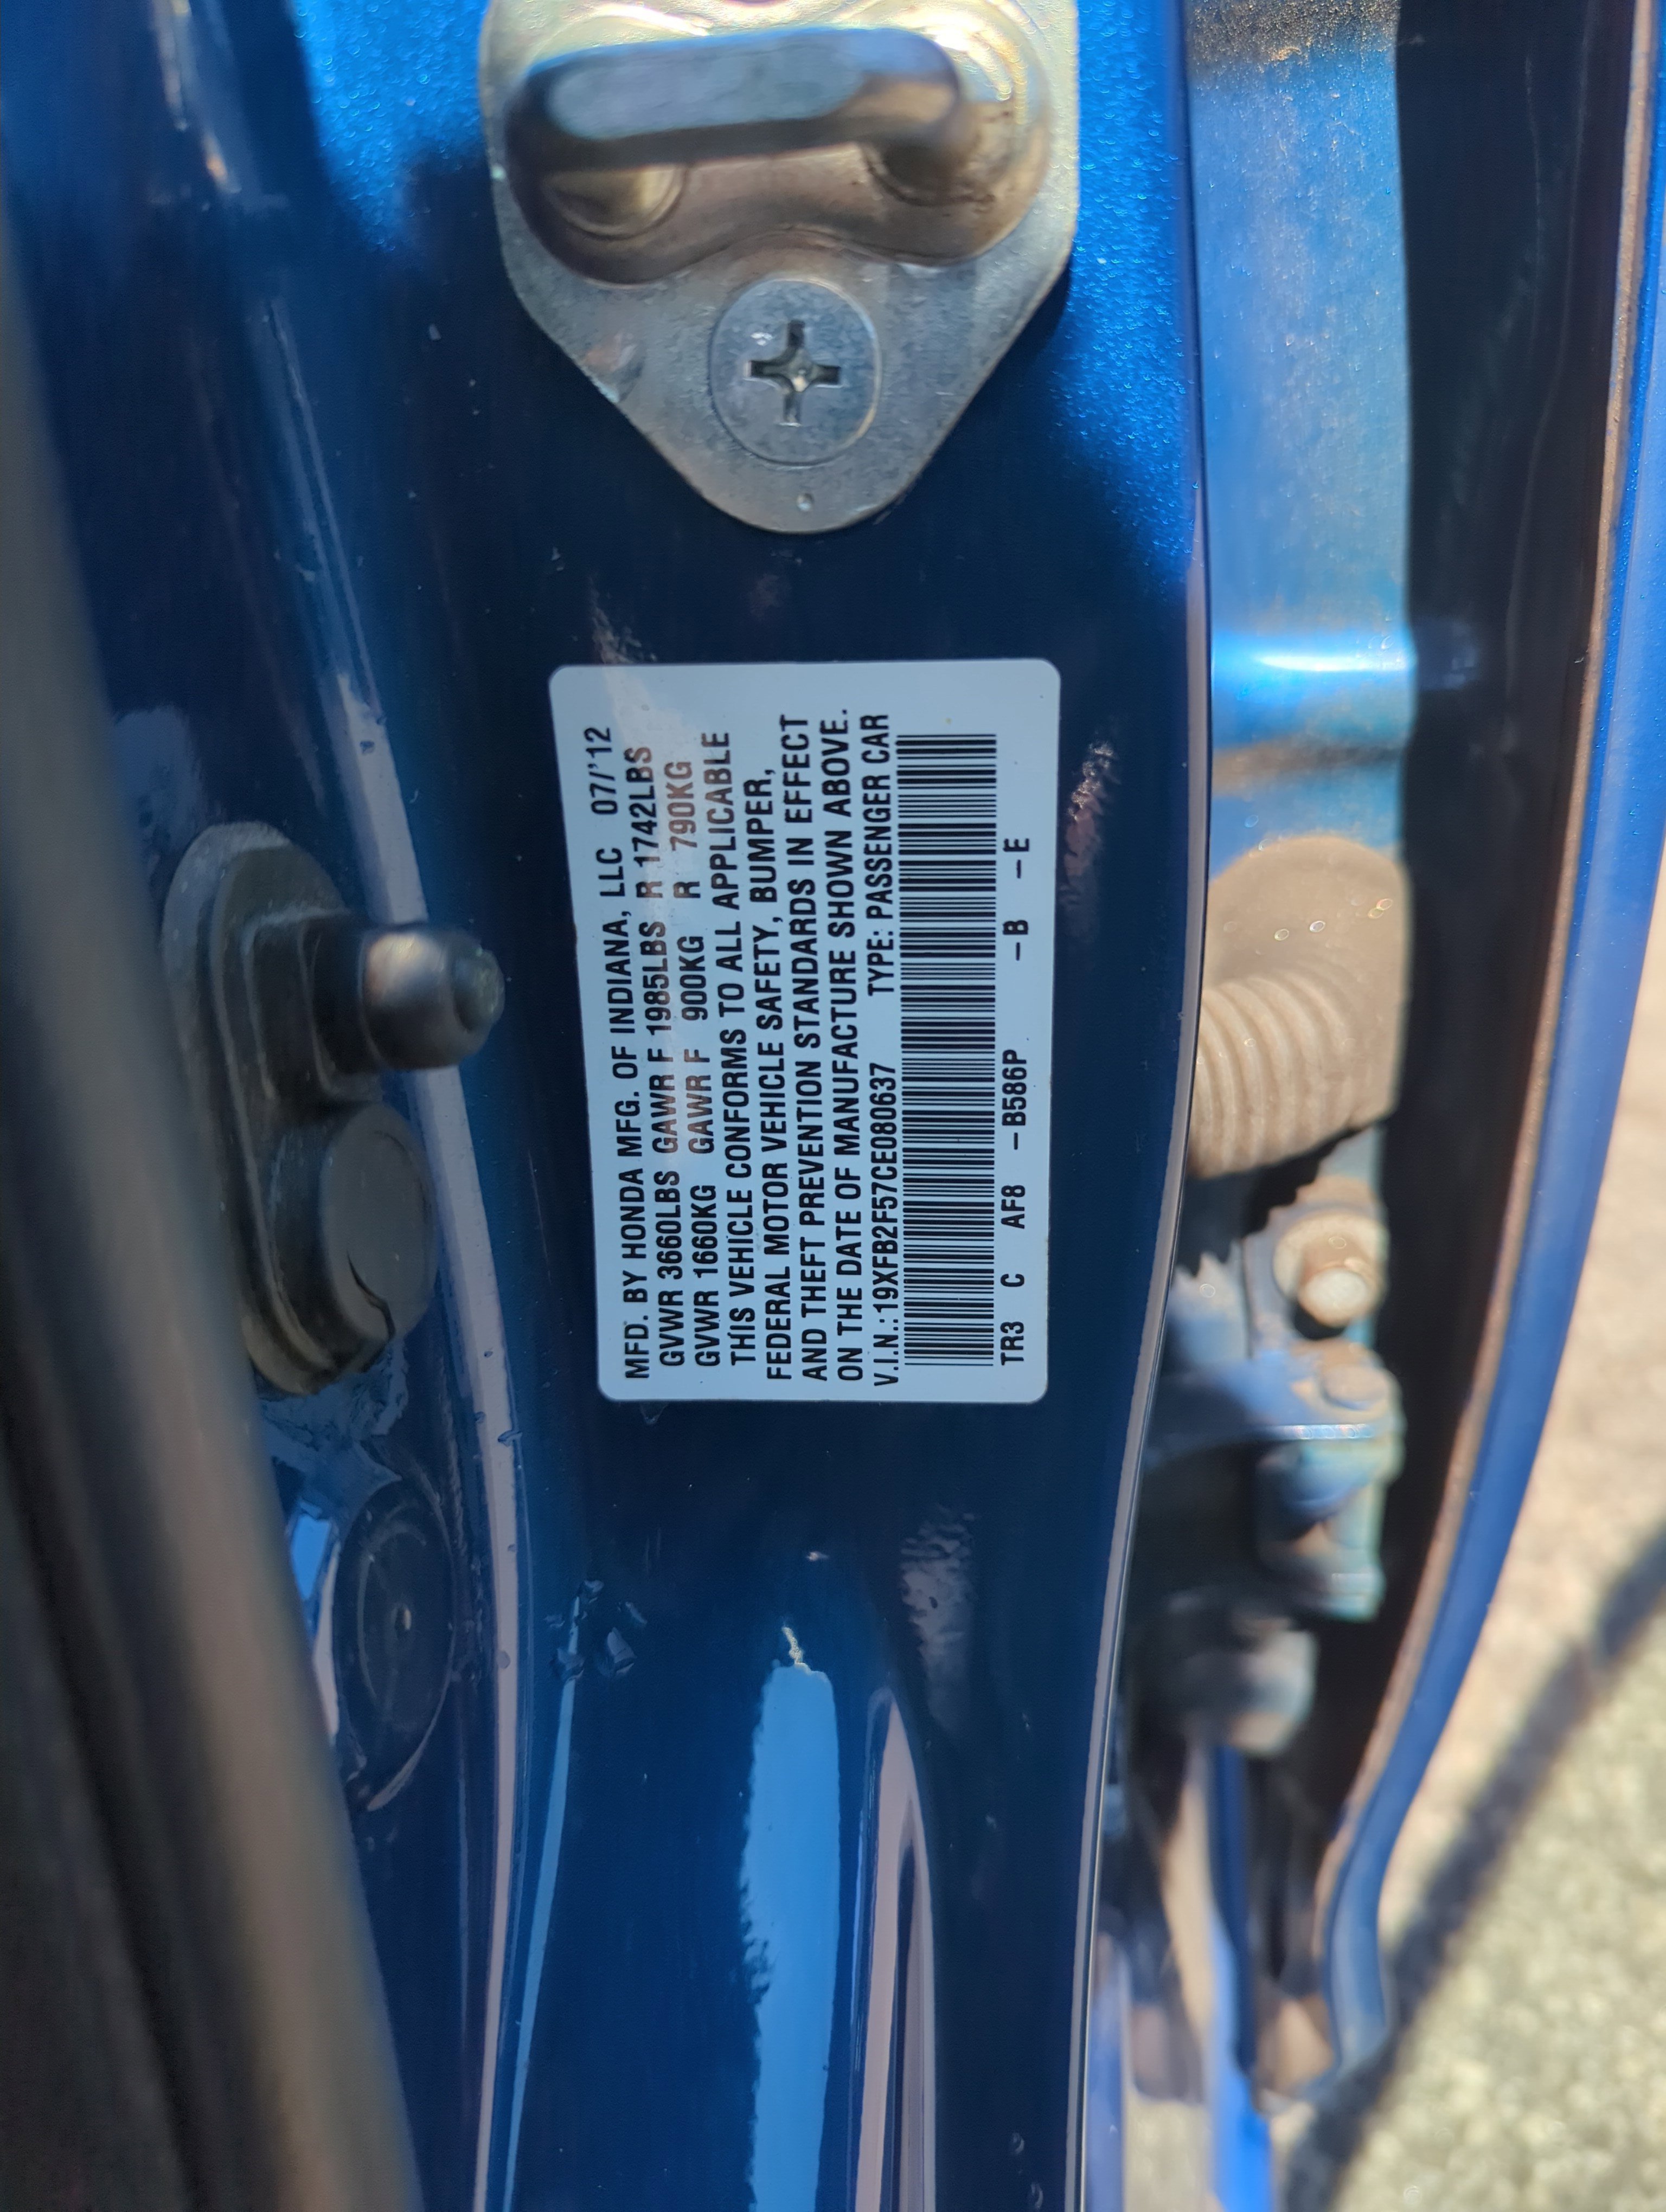 MFD. BY HONDA MFG. OF INDIANA, LLC 07/'12
GVWR 3660LBS GAWR F 1985LBS R 1742LBS
GVWR 1660KG GAWR F 900KG R 790KG
THIS VEHICLE CONFORMS TO ALL APPLICABLE
FEDERAL MOTOR VEHICLE SAFETY, BUMPER,
AND THEFT PREVENTION STANDARDS IN EFFECT
ON THE DATE OF MANUFACTURE SHOWN ABOVE.
V.I.N.: 19XFB2F57CE080637 TYPE: PASSENGER CAR
TR3 C AF8 -B586P -B -E